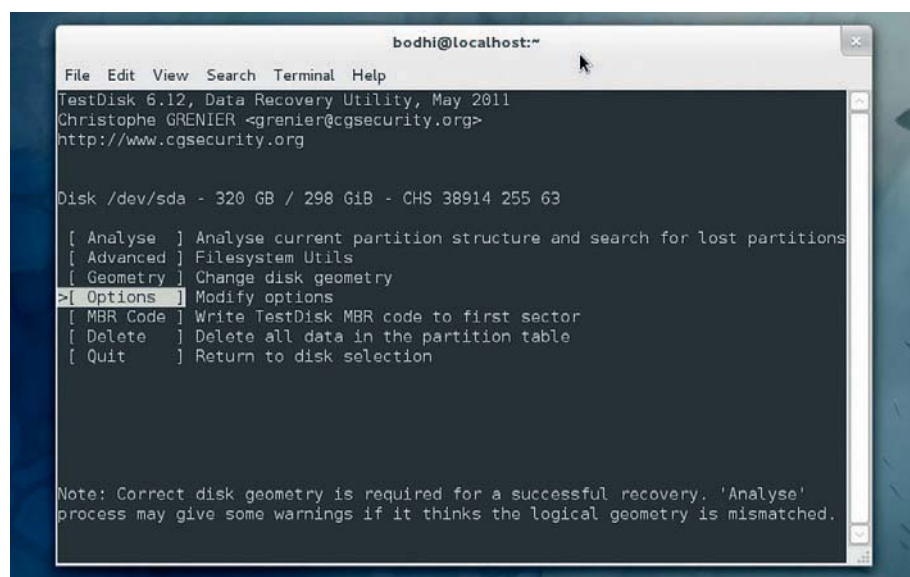 bodhi@localhost:~
File Edit View Search Terminal Help
TestDisk 6.12, Data Recovery Utility, May 2011
Christophe GRENIER <grenier@cgsecurity.org>
http://www.cgsecurity.org
Disk /dev/sda - 320 GB / 298 GiB - CHS 38914 255 63
[ Analyse  ] Analyse current partition structure and search for lost partitions
[ Advanced ] Filesystem Utils
[ Geometry ] Change disk geometry
>[ Options  ] Modify options
[ MBR Code ] Write TestDisk MBR code to first sector
[ Delete   ] Delete all data in the partition table
[ Quit     ] Return to disk selection
Note: Correct disk geometry is required for a successful recovery. 'Analyse'
process may give some warnings if it thinks the logical geometry is mismatched.